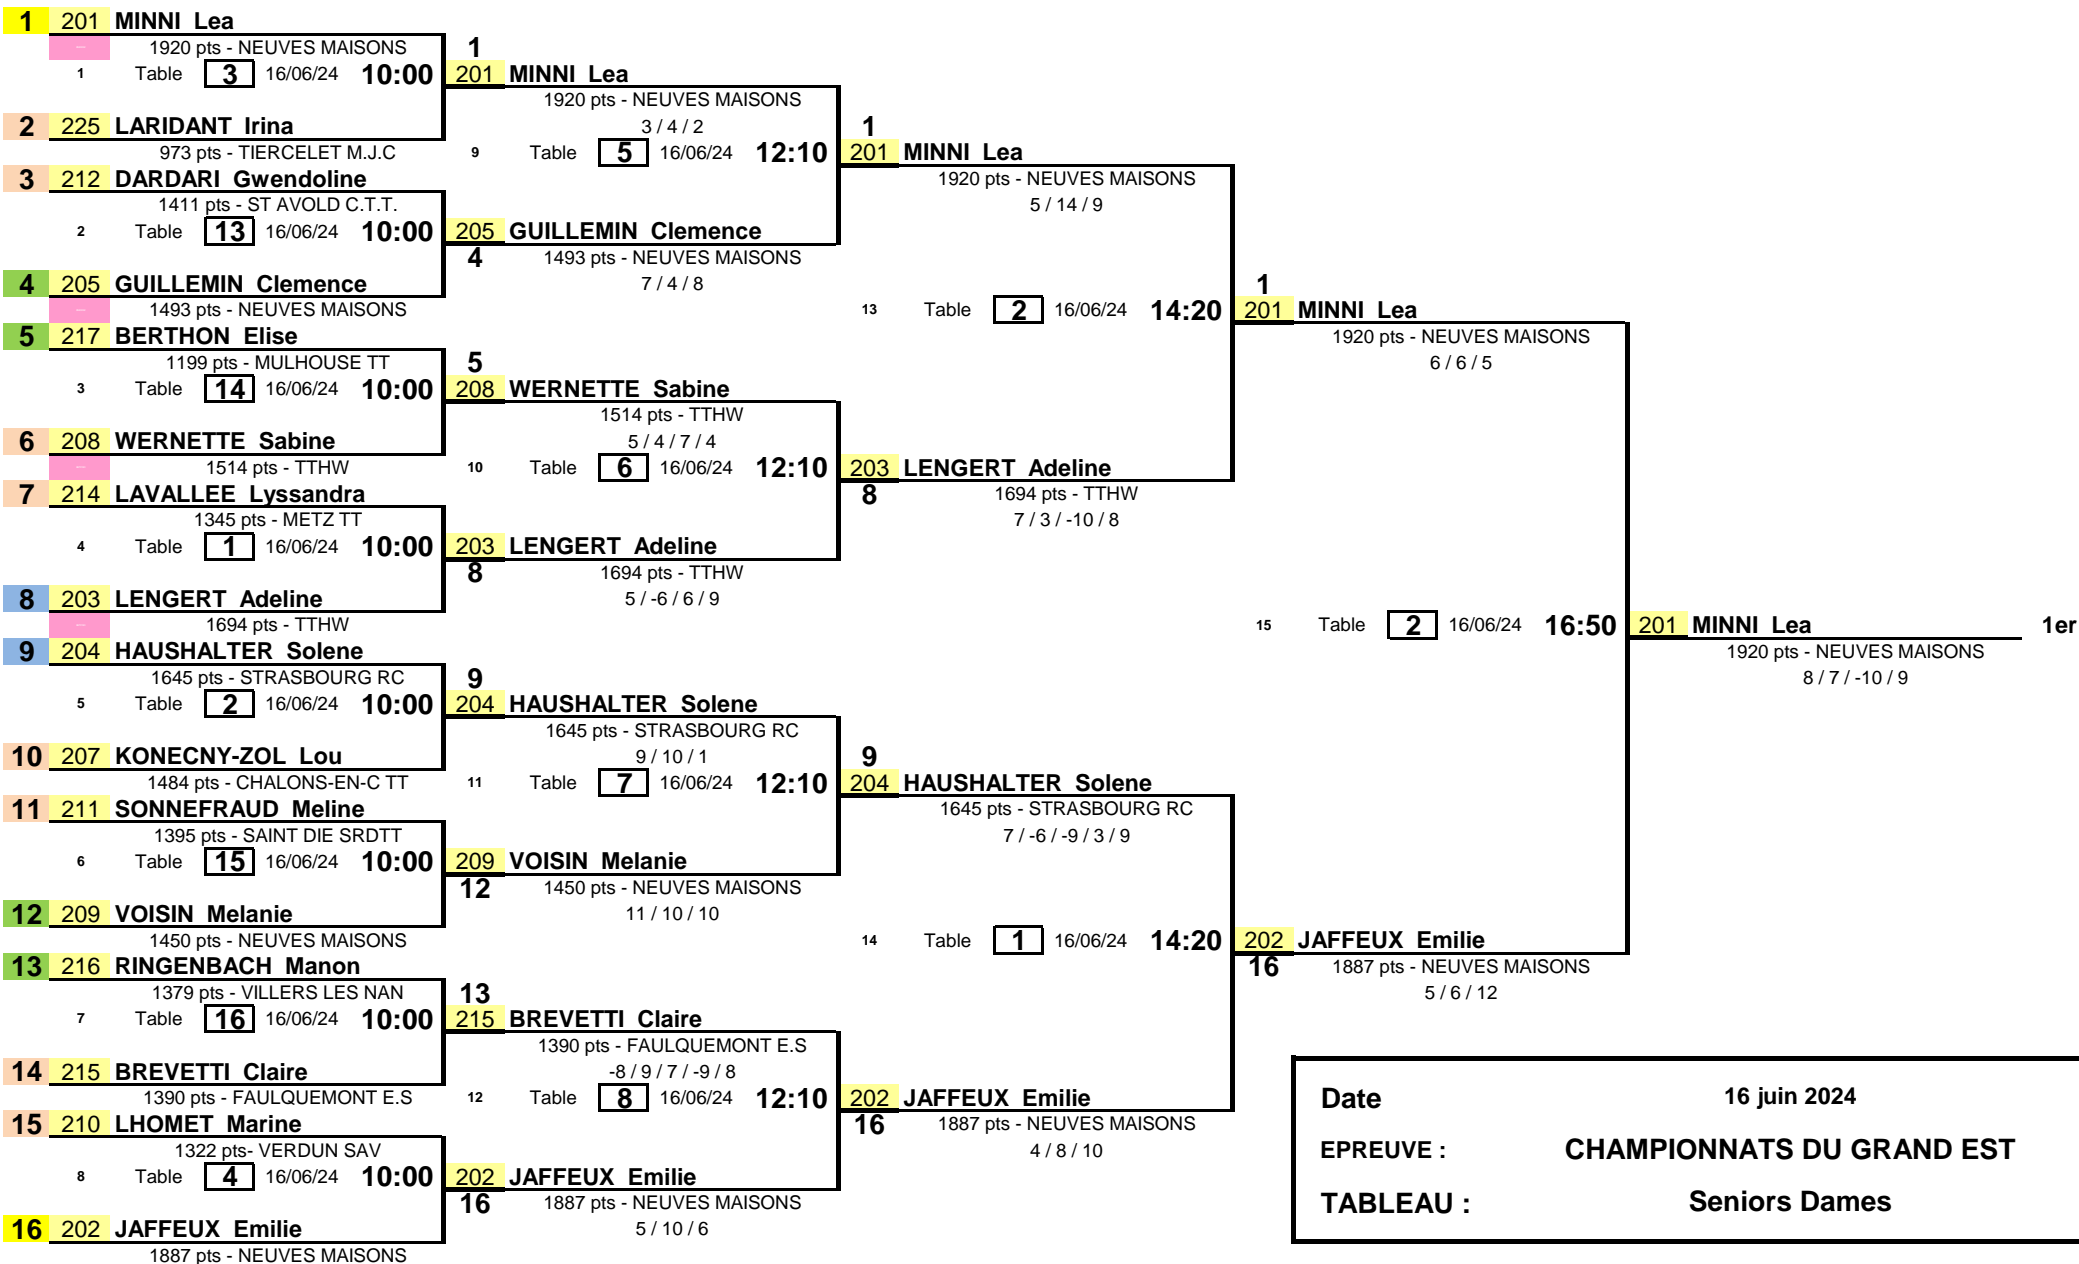 1 201 MINNI Lea
1920 pts - NEUVES MAISONS
1 Table 3 16/06/24 10:00
2 225 LARIDANT Irina
973 pts - TIERCELET M.J.C
3 212 DARDARI Gwendoline
1411 pts - ST AVOLD C.T.T.
2 Table 13 16/06/24 10:00
4 205 GUILLEMIN Clemence
1493 pts - NEUVES MAISONS
5 217 BERTHON Elise
1199 pts - MULHOUSE TT
3 Table 14 16/06/24 10:00
6 208 WERNETTE Sabine
1514 pts - TTHW
7 214 LAVALLEE Lyssandra
1345 pts - METZ TT
4 Table 1 16/06/24 10:00
8 203 LENGERT Adeline
1694 pts - TTHW
9 204 HAUSHALTER Solene
1645 pts - STRASBOURG RC
5 Table 2 16/06/24 10:00
10 207 KONECNY-ZOL Lou
1484 pts - CHALONS-EN-C TT
11 211 SONNEFRAUD Meline
1395 pts - SAINT DIE SRDTT
6 Table 15 16/06/24 10:00
12 209 VOISIN Melanie
1450 pts - NEUVES MAISONS
13 216 RINGENBACH Manon
1379 pts - VILLERS LES NAN
7 Table 16 16/06/24 10:00
14 215 BREVETTI Claire
1390 pts - FAULQUEMONT E.S
15 210 LHOMET Marine
1322 pts- VERDUN SAV
8 Table 4 16/06/24 10:00
16 202 JAFFEUX Emilie
1887 pts - NEUVES MAISONS
1
201 MINNI Lea
1920 pts - NEUVES MAISONS
3 / 4 / 2
9 Table 5 16/06/24 12:10
205 GUILLEMIN Clemence
4 1493 pts - NEUVES MAISONS
7 / 4 / 8
5
208 WERNETTE Sabine
1514 pts - TTHW
5 / 4 / 7 / 4
10 Table 6 16/06/24 12:10
203 LENGERT Adeline
8 1694 pts - TTHW
5 / -6 / 6 / 9
9
204 HAUSHALTER Solene
1645 pts - STRASBOURG RC
9 / 10 / 1
11 Table 7 16/06/24 12:10
209 VOISIN Melanie
12 1450 pts - NEUVES MAISONS
11 / 10 / 10
13
215 BREVETTI Claire
1390 pts - FAULQUEMONT E.S
-8 / 9 / 7 / -9 / 8
12 Table 8 16/06/24 12:10
202 JAFFEUX Emilie
16 1887 pts - NEUVES MAISONS
5 / 10 / 6
1
201 MINNI Lea
1920 pts - NEUVES MAISONS
5 / 14 / 9
13 Table 2 16/06/24 14:20
203 LENGERT Adeline
8 1694 pts - TTHW
7 / 3 / -10 / 8
9
204 HAUSHALTER Solene
1645 pts - STRASBOURG RC
7 / -6 / -9 / 3 / 9
14 Table 1 16/06/24 14:20
202 JAFFEUX Emilie
16 1887 pts - NEUVES MAISONS
4 / 8 / 10
1
201 MINNI Lea
1920 pts - NEUVES MAISONS
6 / 6 / 5
15 Table 2 16/06/24 16:50
202 JAFFEUX Emilie
16 1887 pts - NEUVES MAISONS
5 / 6 / 12
201 MINNI Lea 1er
1920 pts - NEUVES MAISONS
8 / 7 / -10 / 9
Date 16 juin 2024
EPREUVE : CHAMPIONNATS DU GRAND EST
TABLEAU : Seniors Dames